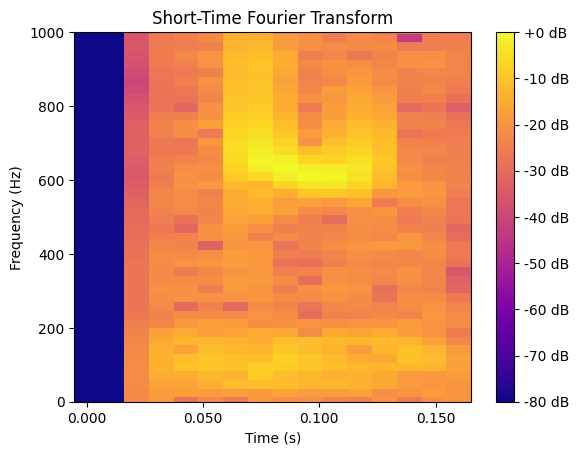 Short-Time Fourier Transform
1000
800
600
400
200
0
Frequency (Hz)
0.000
0.050
0.100
0.150
Time (s)
+0 dB
-10 dB
-20 dB
-30 dB
-40 dB
-50 dB
-60 dB
-70 dB
-80 dB